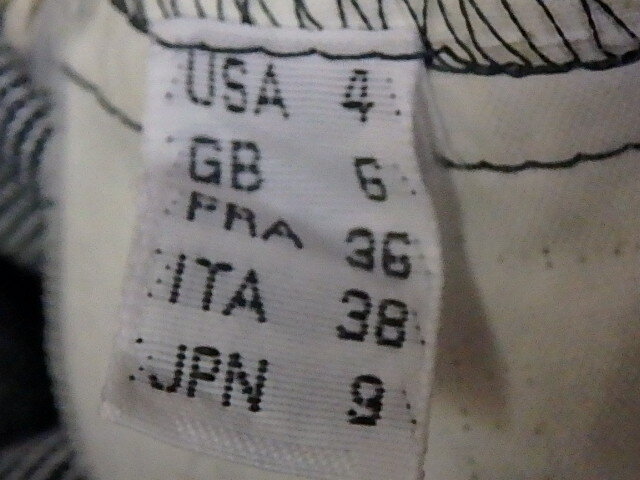 USA 4
GB 6
FRA 36
ITA 38
JPN 9